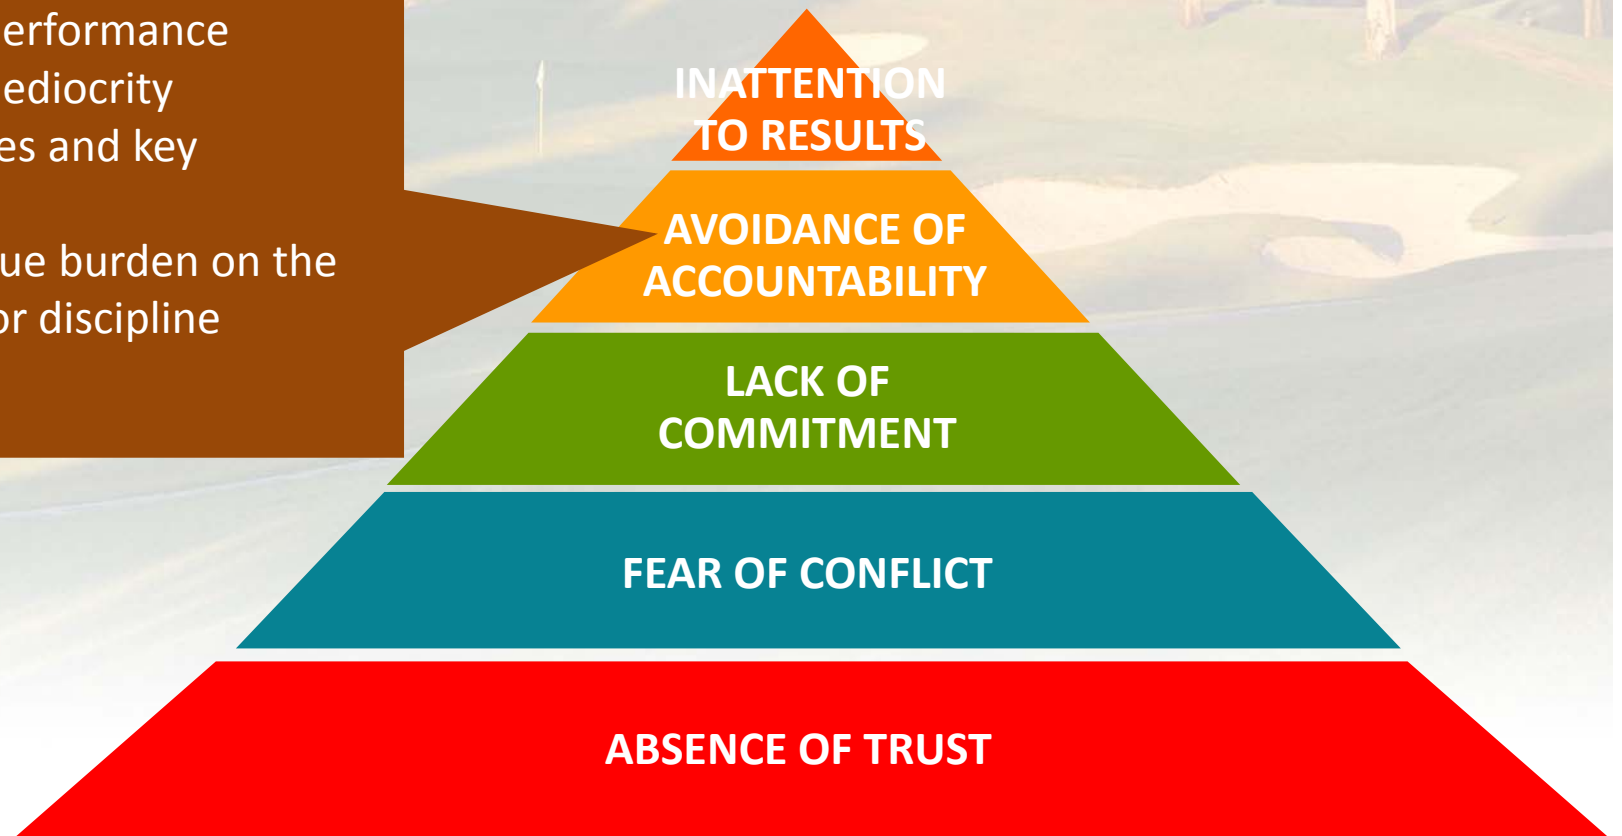 erformance
ediocrity
es and key
ue burden on the
or discipline
INATTENTION
TO RESULTS
AVOIDANCE OF
ACCOUNTABILITY
LACK OF
COMMITMENT
FEAR OF CONFLICT
ABSENCE OF TRUST